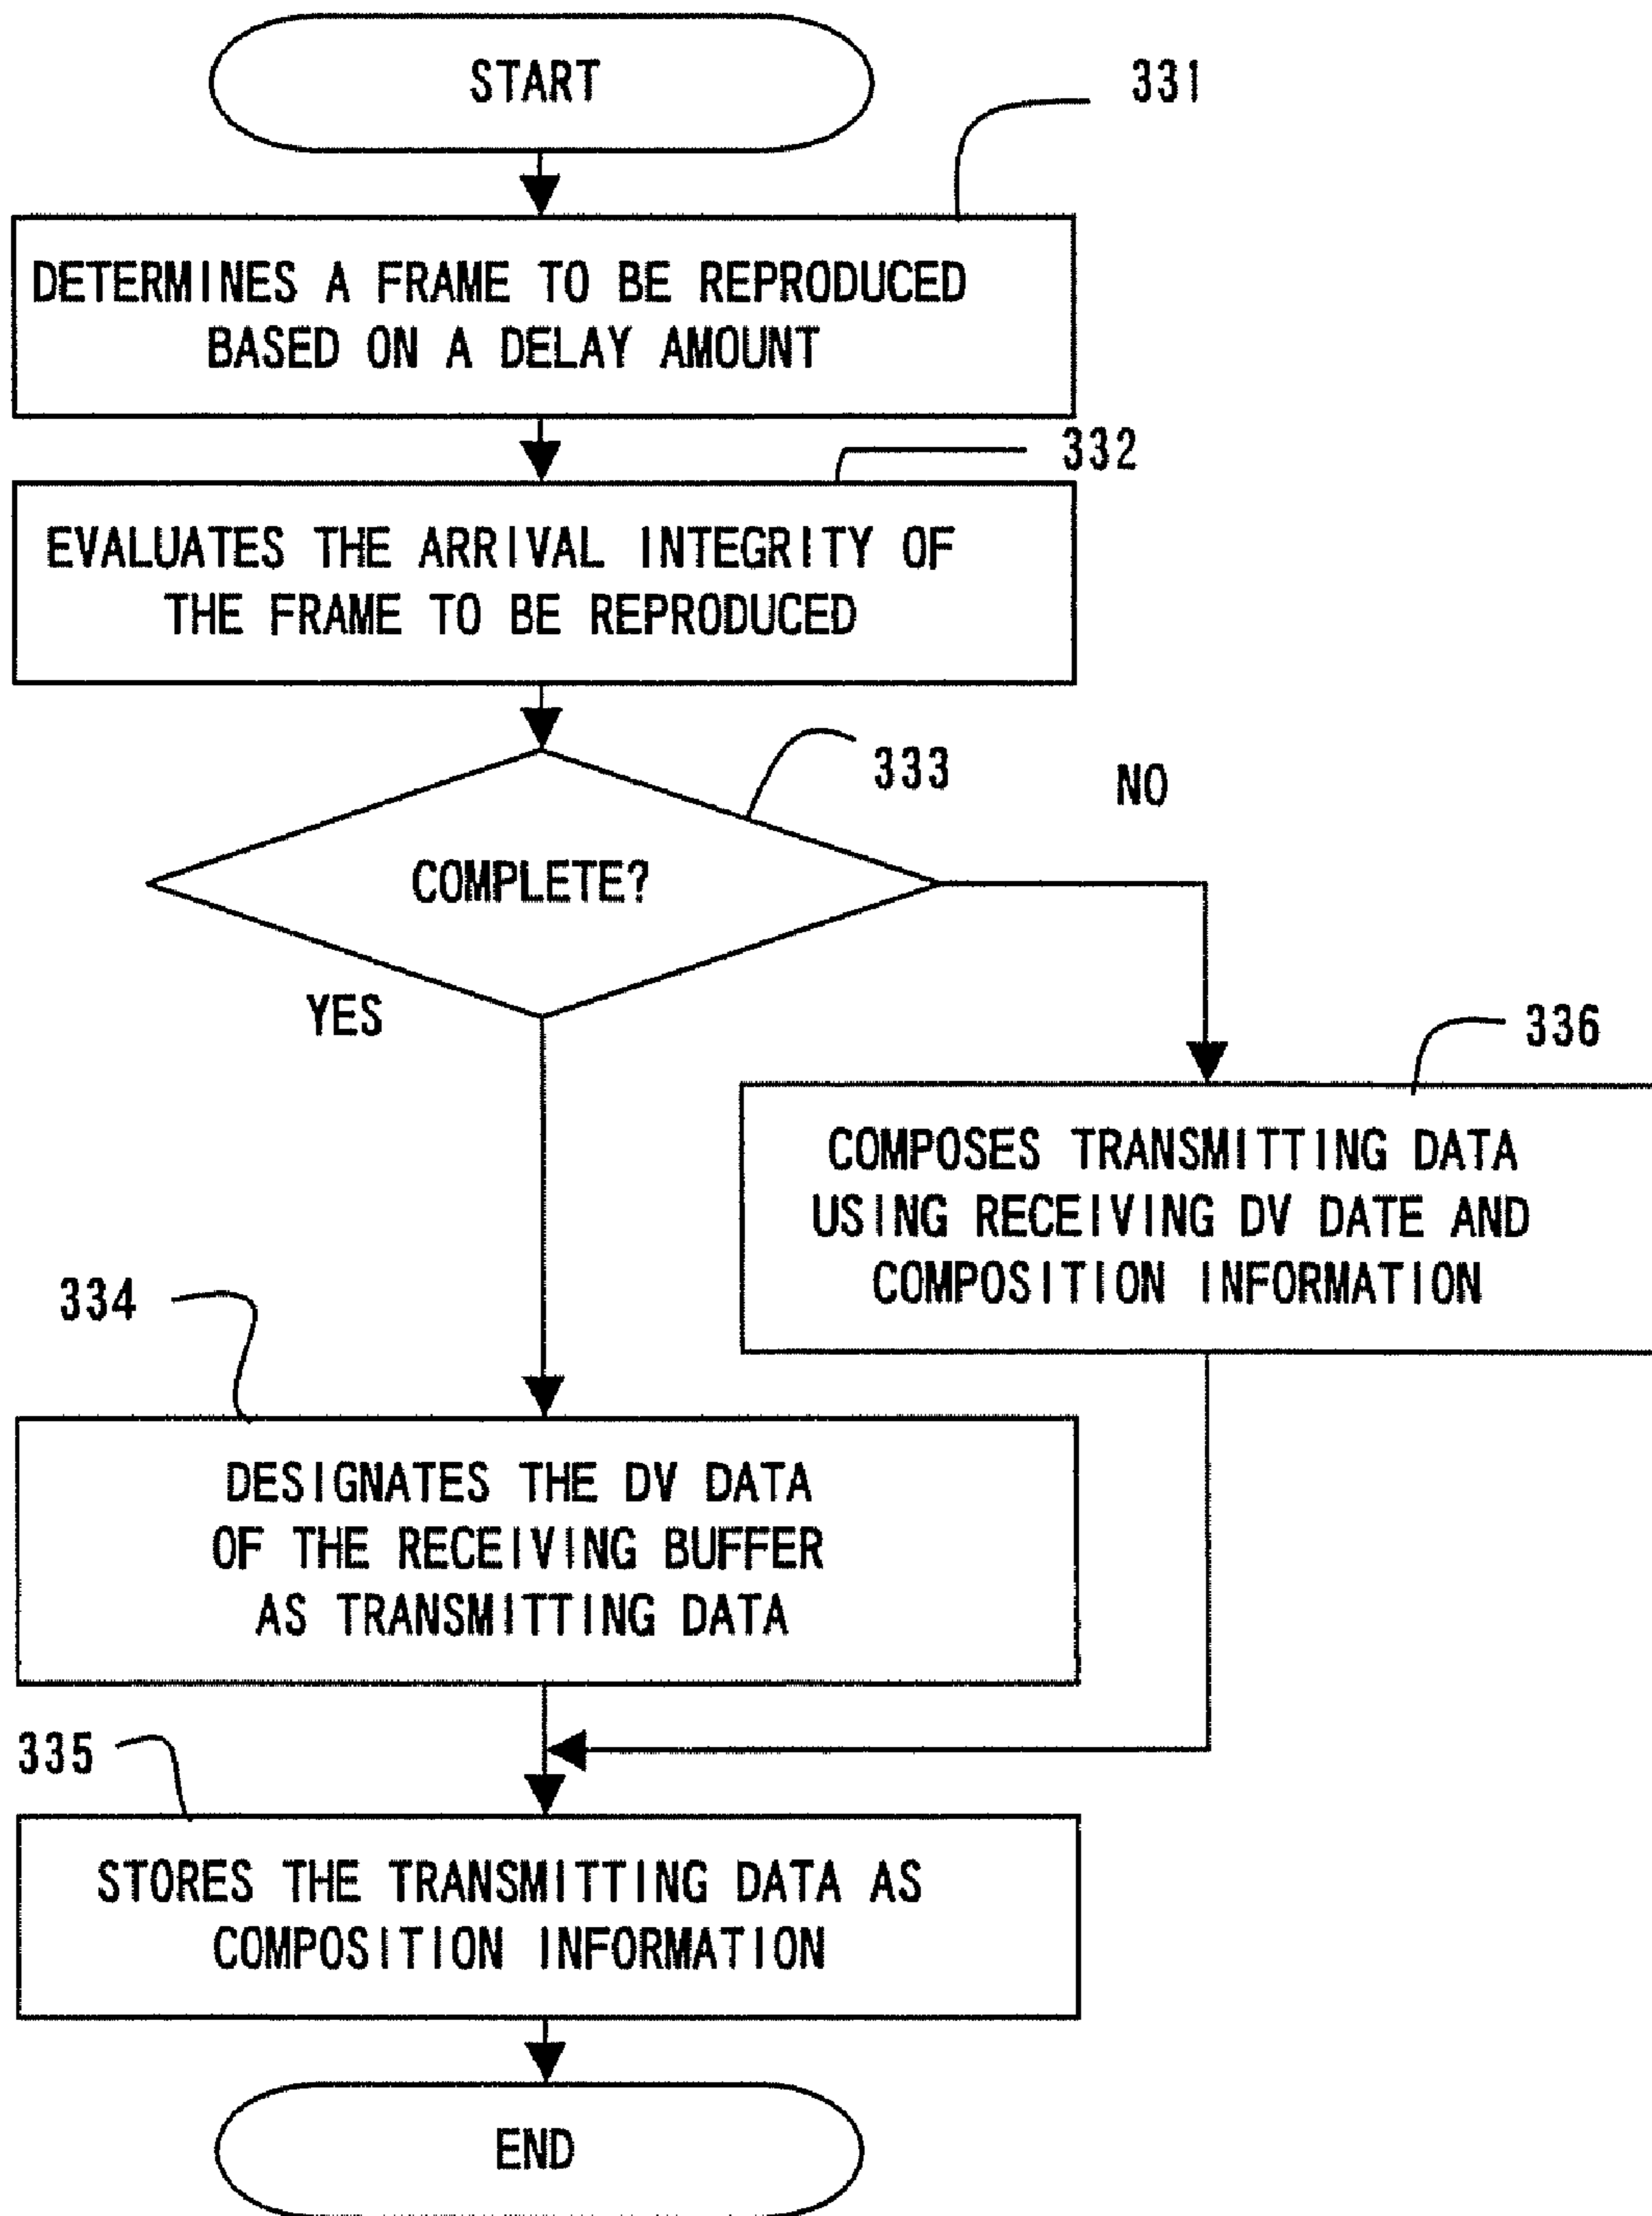 START
331
DETERMINES A FRAME TO BE REPRODUCED
BASED ON A DELAY AMOUNT
332
EVALUATES THE ARRIVAL INTEGRITY OF
THE FRAME TO BE REPRODUCED
333
NO
COMPLETE?
YES
336
COMPOSES TRANSMITTING DATA
USING RECEIVING DV DATE AND
COMPOSITION INFORMATION
334
DESIGNATES THE DV DATA
OF THE RECEIVING BUFFER
AS TRANSMITTING DATA
335
STORES THE TRANSMITTING DATA AS
COMPOSITION INFORMATION
END